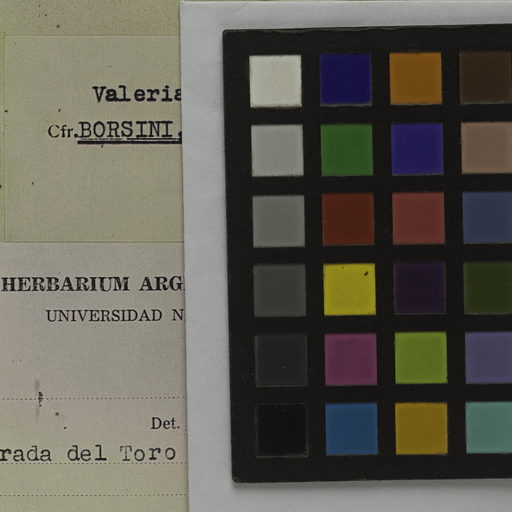 Valeria
Cfr. BORSINI,
HERBARIUM ARG
UNIVERSIDAD N
Det.
rada del Toro